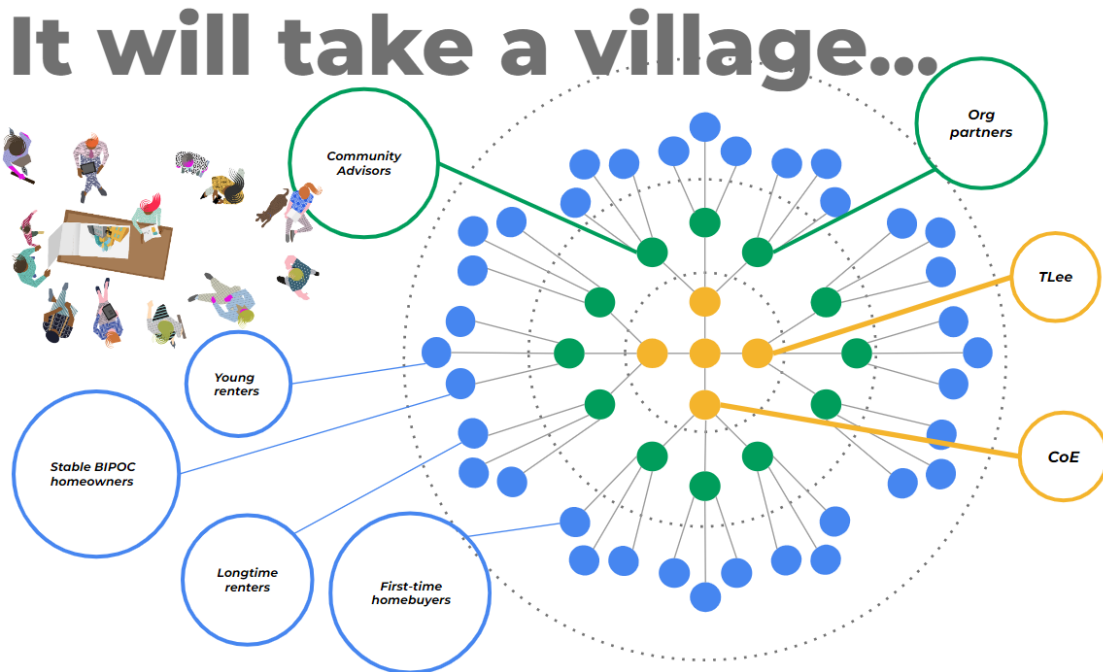 It will take a village...
Community
Advisors
Org
partners
TLee
Young
renters
Stable BIPOC
homeowners
CoE
Longtime
renters
First-time
homebuyers